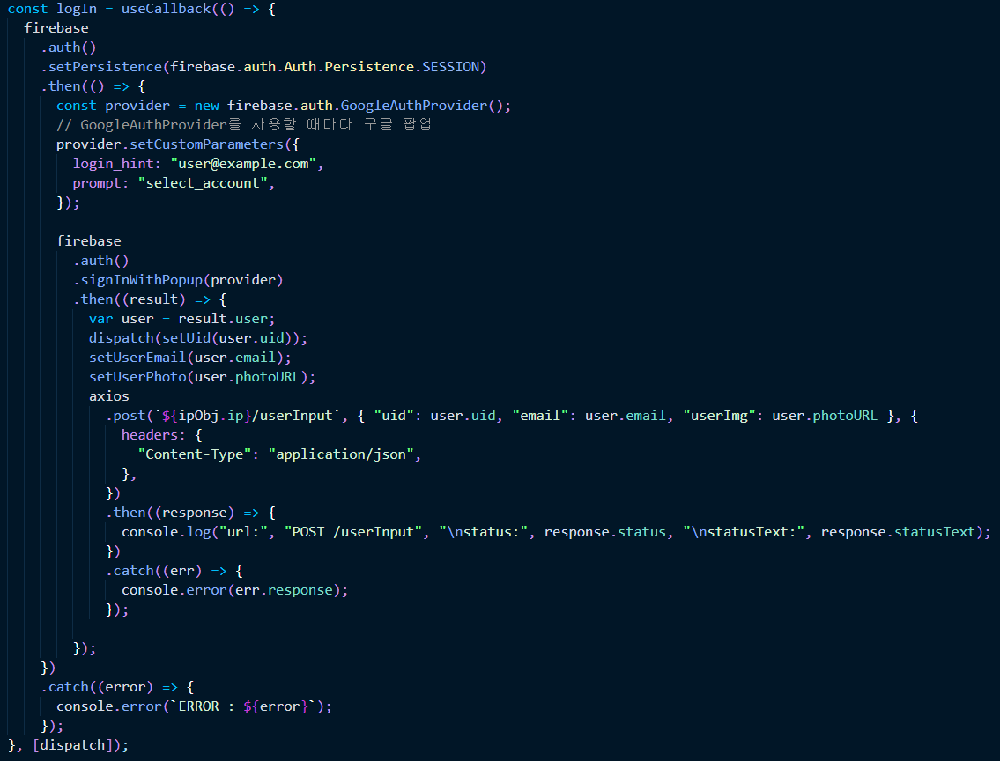 const logIn = useCallback(() => {
  firebase
    .auth()
    .setPersistence(firebase.auth.Auth.Persistence.SESSION)
    .then(() => {
      const provider = new firebase.auth.GoogleAuthProvider();
      // GoogleAuthProvider를 사용할 때마다 구글 팝업
      provider.setCustomParameters({
        login_hint: "user@example.com",
        prompt: "select_account",
      });

      firebase
        .auth()
        .signInWithPopup(provider)
        .then((result) => {
          var user = result.user;
          dispatch(setUid(user.uid));
          setUserEmail(user.email);
          setUserPhoto(user.photoURL);
          axios
            .post(`${ipObj.ip}/userInput`, { "uid": user.uid, "email": user.email, "userImg": user.photoURL }, {
              headers: {
                "Content-Type": "application/json",
              },
            })
            .then((response) => {
              console.log("url:", "POST /userInput", "\nstatus:", response.status, "\nstatusText:", response.statusText);
            })
            .catch((err) => {
              console.error(err.response);
            });

        });
    })
    .catch((error) => {
      console.error(`ERROR : ${error}`);
    });
}, [dispatch]);